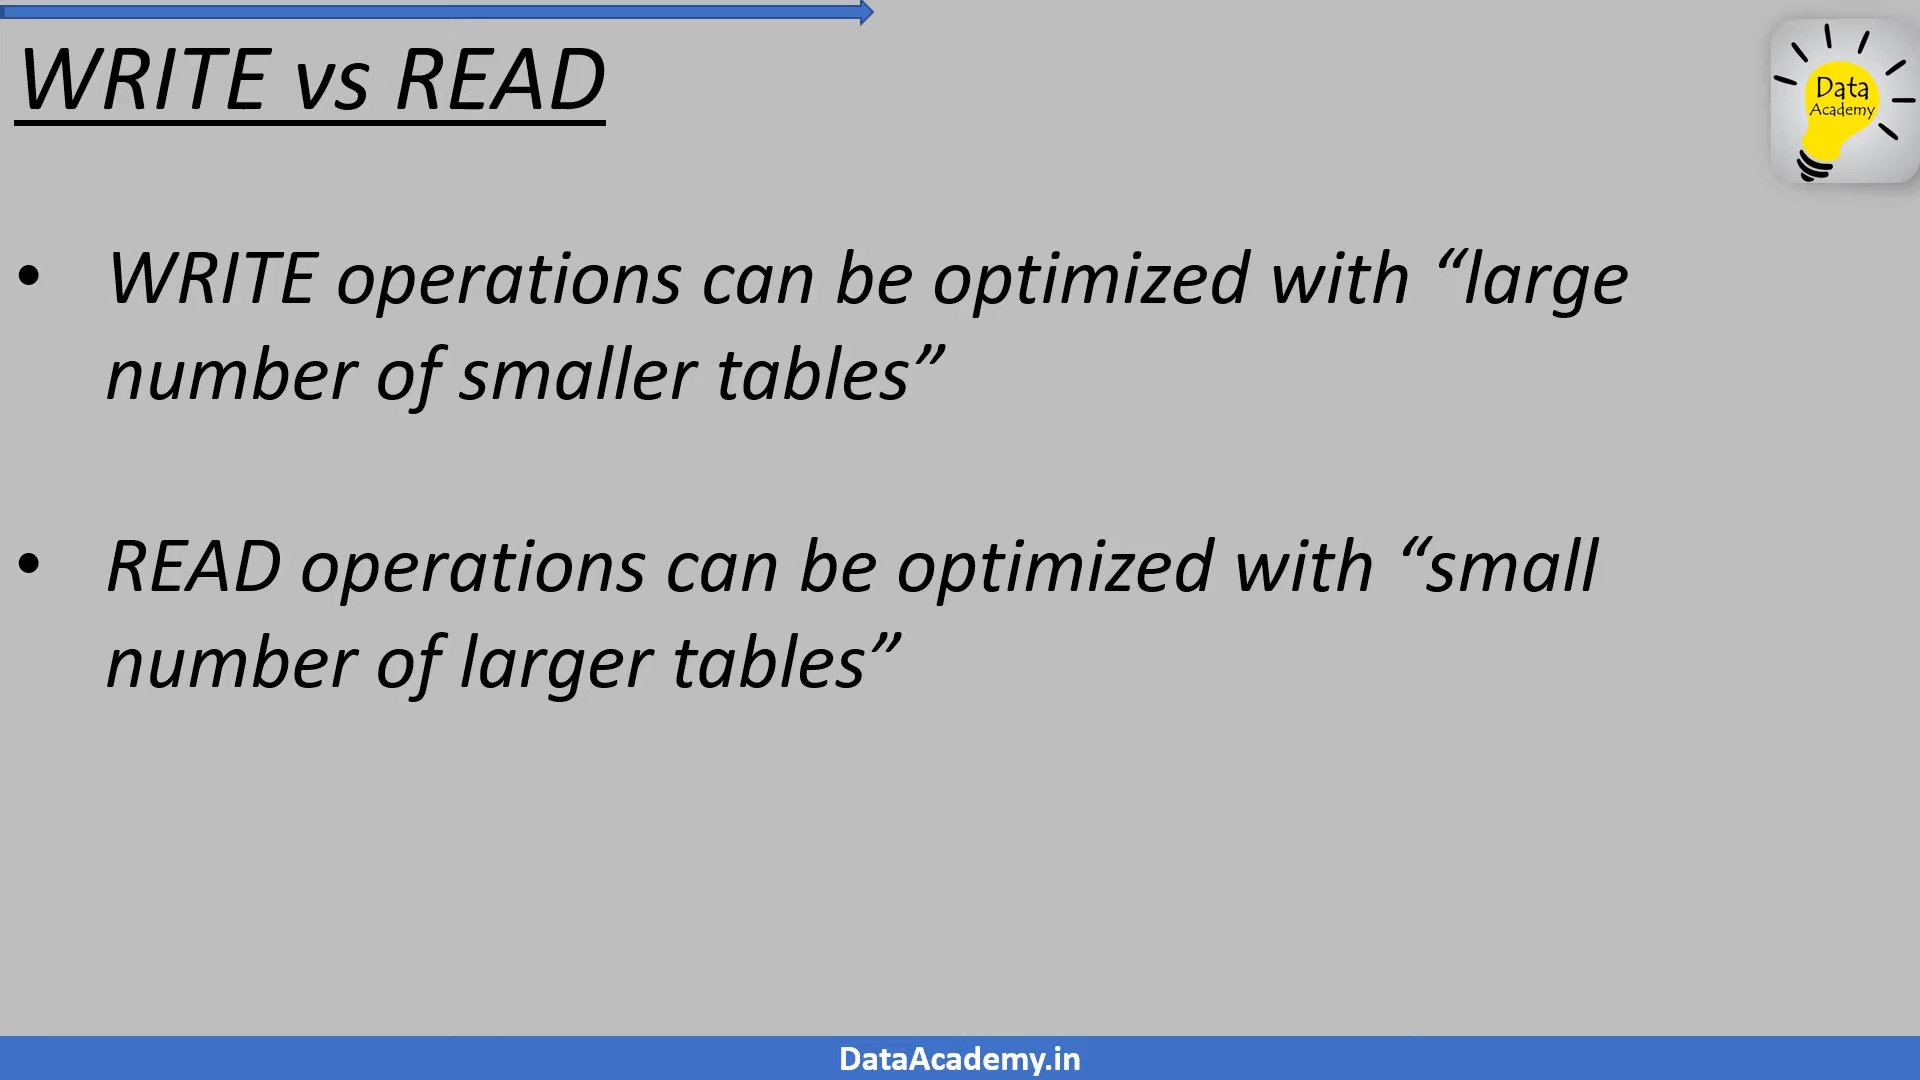 WRITE vs READ
Data
Academy
• WRITE operations can be optimized with “large
number of smaller tables”
• READ operations can be optimized with “small
number of larger tables”
DataAcademy.in